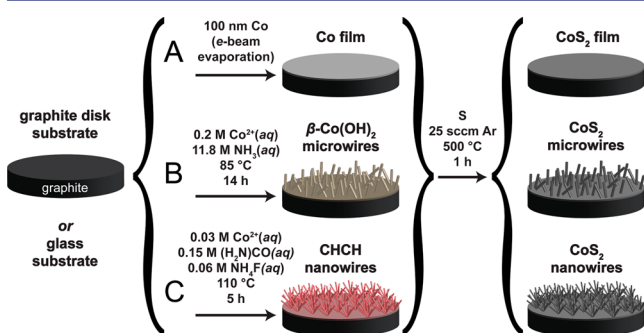 graphite disk
substrate
graphite
or
glass
substrate
A
100 nm Co
(e-beam
evaporation)
Co film
B
0.2 M Co²⁺(aq)
11.8 M NH₃(aq)
85 °C
14 h
β-Co(OH)₂
microwires
C
0.03 M Co²⁺(aq)
0.15 M (H₂N)CO(aq)
0.06 M NH₄F(aq)
110 °C
5 h
CHCH
nanowires
S
25 sccm Ar
500 °C
1 h
CoS₂ film
CoS₂
microwires
CoS₂
nanowires